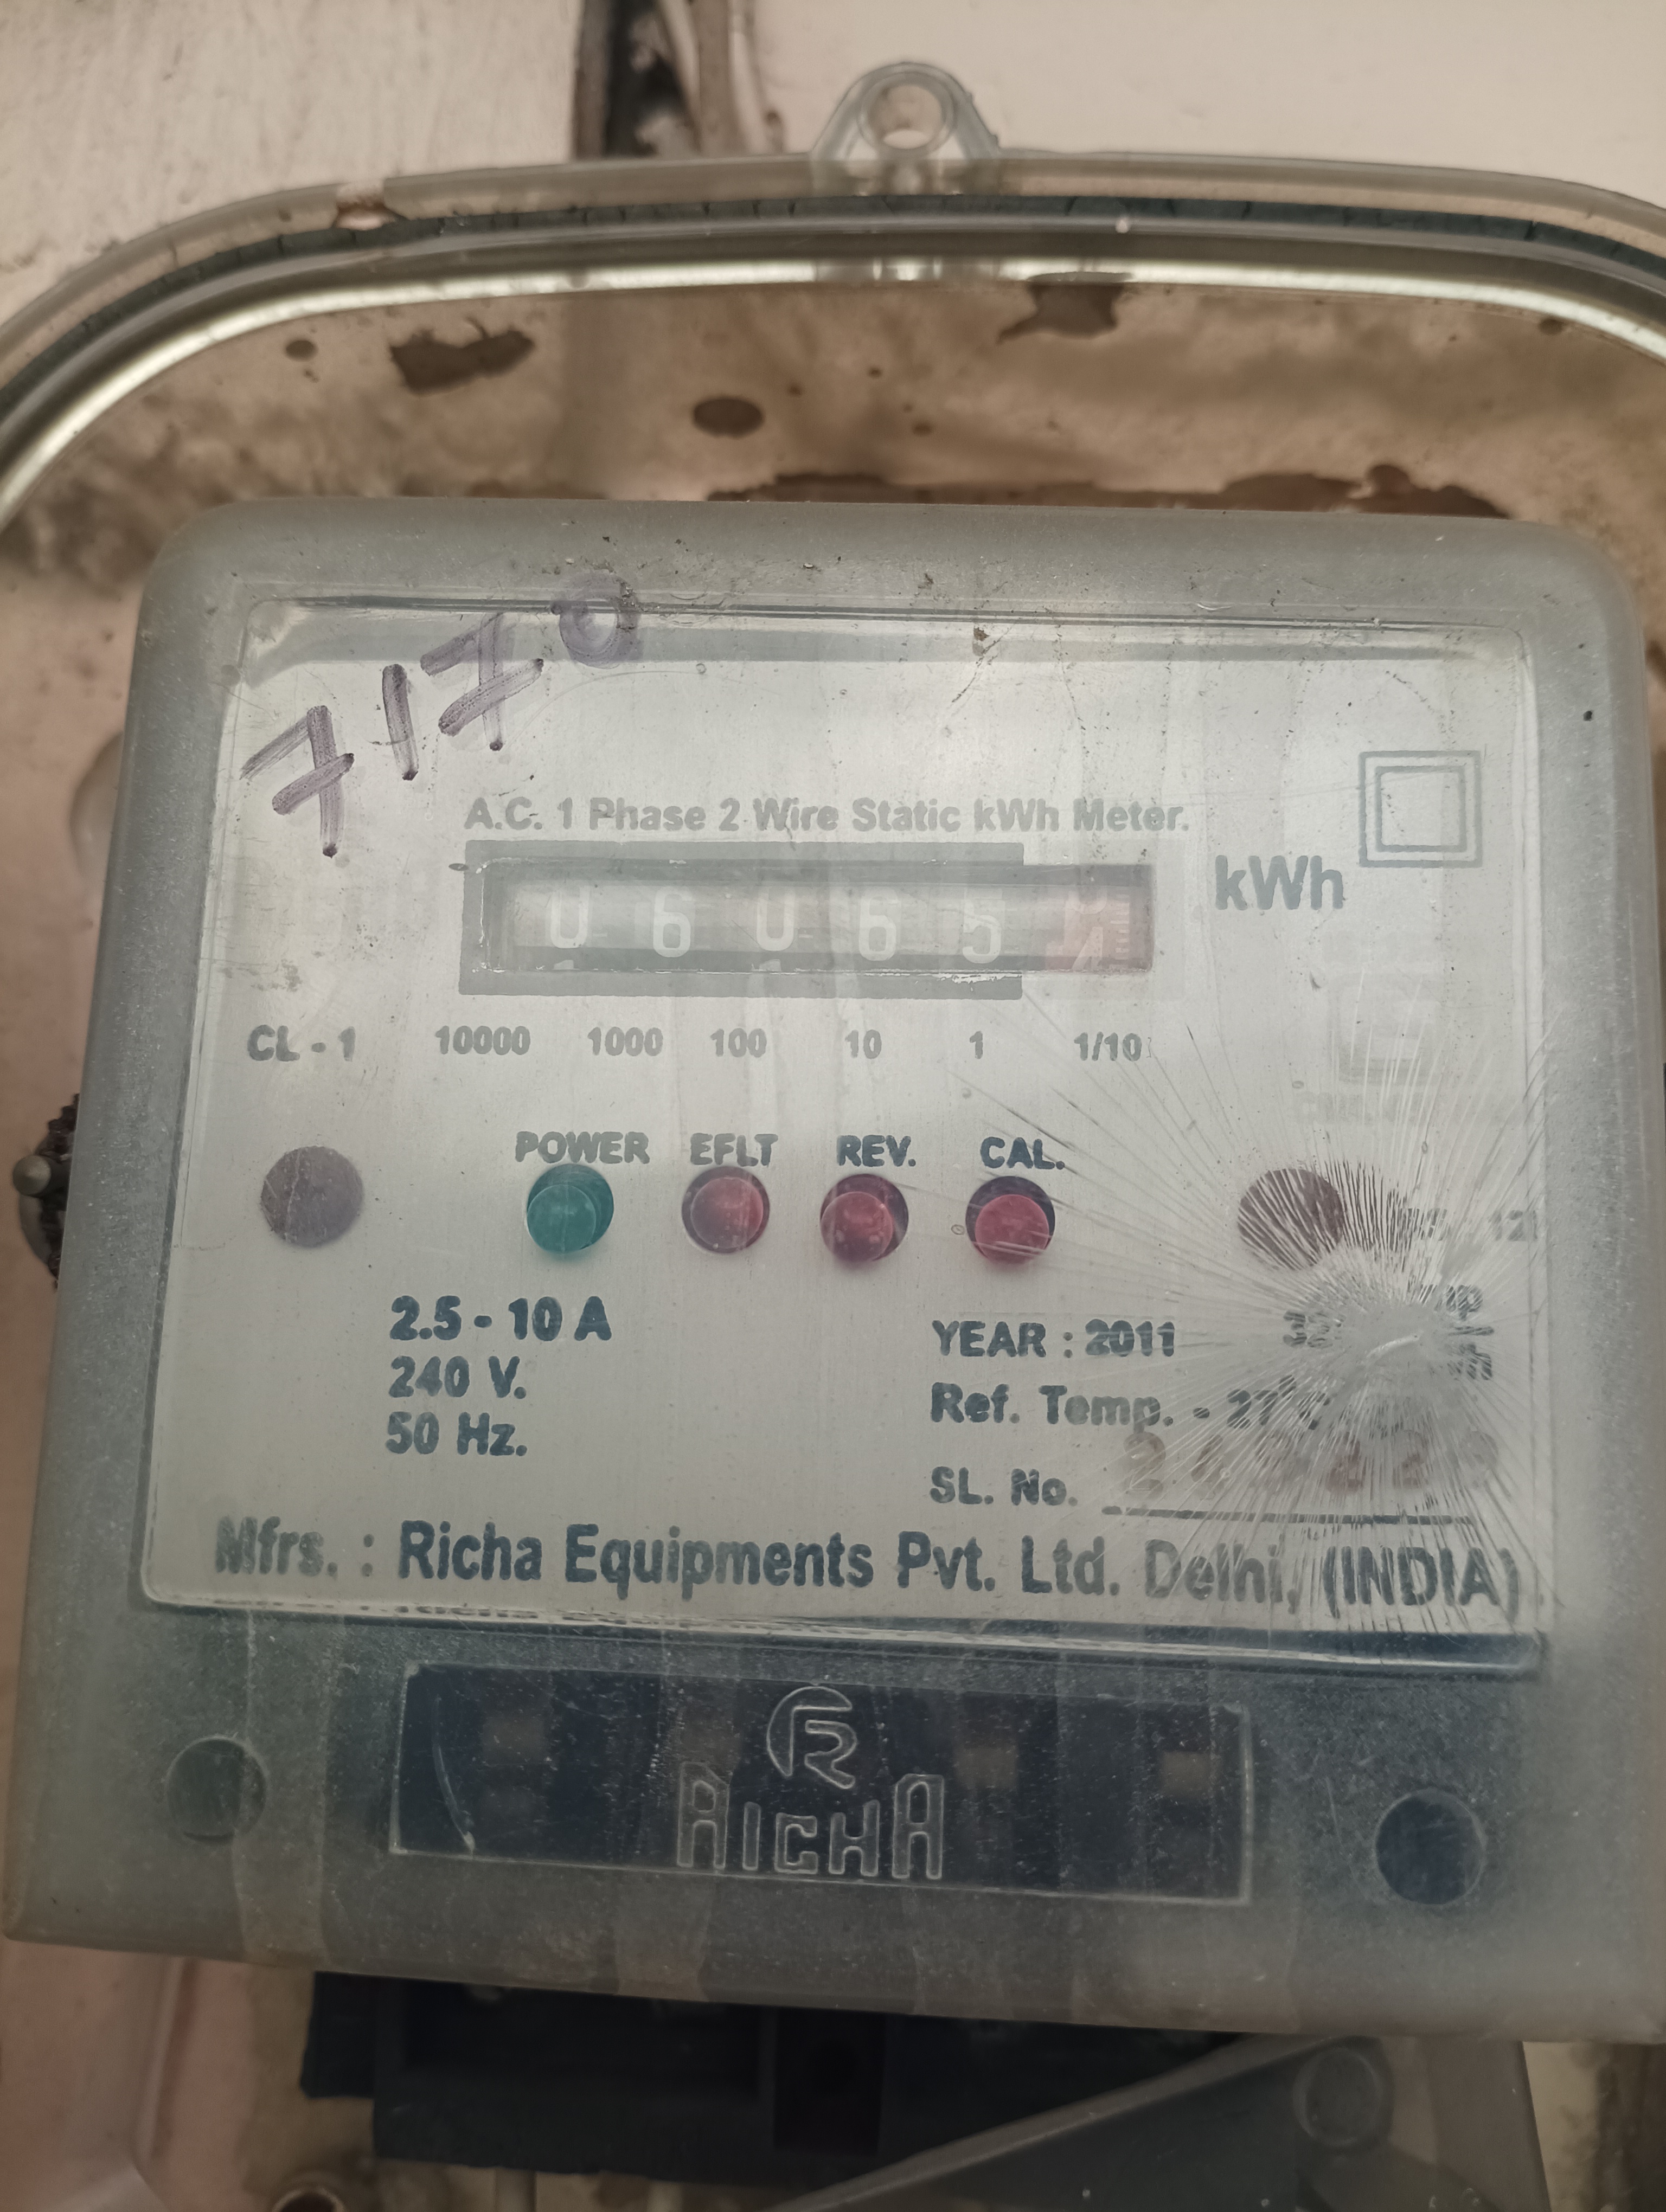 7170
A.C. 1 Phase 2 Wire Static kWh Meter.
0 6 0 6 5
kWh
CL - 1 10000 1000 100 10 1 1/10
POWER EFLT REV. CAL.
2.5 - 10 A
240 V.
50 Hz.
YEAR : 2011
Ref. Temp. -
SL. No.
Mfrs. : Richa Equipments Pvt. Ltd. Delhi, (INDIA)
RICHA